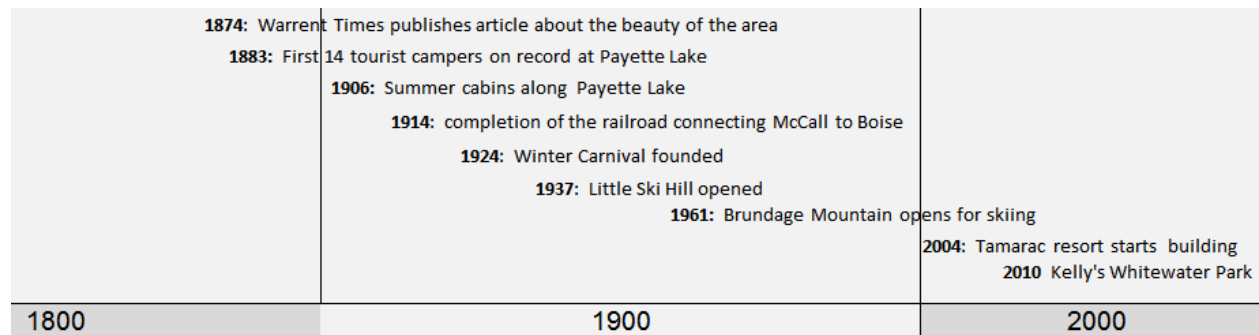 1874: Warrent Times publishes article about the beauty of the area
1883: First 14 tourist campers on record at Payette Lake
1906: Summer cabins along Payette Lake
1914: completion of the railroad connecting McCall to Boise
1924: Winter Carnival founded
1937: Little Ski Hill opened
1961: Brundage Mountain opens for skiing
2004: Tamarac resort starts building
2010 Kelly's Whitewater Park
1800 1900 2000